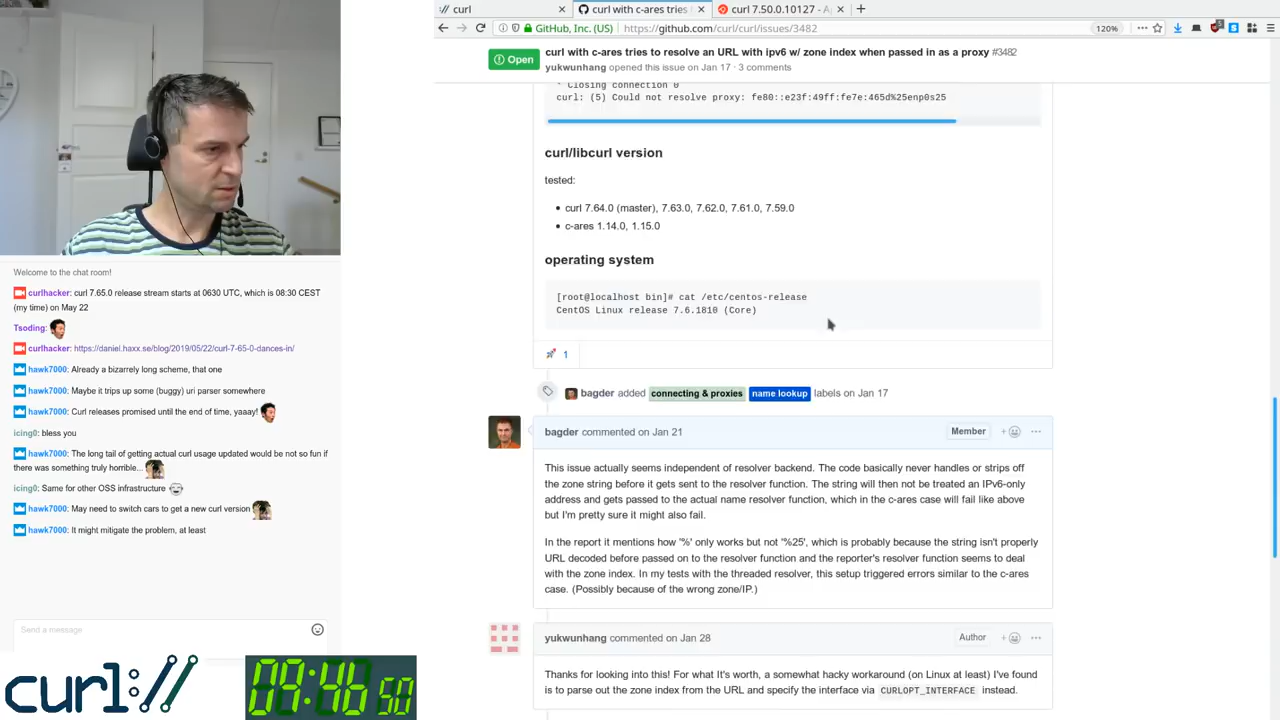 curl
curl with c-ares tries
curl 7.50.0.10127 - A
GitHub, Inc. (US)
https://github.com/curl/curl/issues/3482
120%
Open
curl with c-ares tries to resolve an URL with ipv6 w/ zone index when passed in as a proxy #3482
yukwunhang opened this issue on Jan 17 · 3 comments
* Closing connection 0
curl: (5) Could not resolve proxy: fe80::e23f:49ff:fe7e:465d%25enp0s25
curl/libcurl version
tested:
• curl 7.64.0 (master), 7.63.0, 7.62.0, 7.61.0, 7.59.0
• c-ares 1.14.0, 1.15.0
operating system
[root@localhost bin]# cat /etc/centos-release
CentOS Linux release 7.6.1810 (Core)
1
bagder added connecting & proxies name lookup labels on Jan 17
bagder commented on Jan 21
Member
This issue actually seems independent of resolver backend. The code basically never handles or strips off
the zone string before it gets sent to the resolver function. The string will then not be treated an IPv6-only
address and gets passed to the actual name resolver function, which in the c-ares case will fail like above
but I'm pretty sure it might also fail.
In the report it mentions how '%' only works but not '%25', which is probably because the string isn't properly
URL decoded before passed on to the resolver function and the reporter's resolver function seems to deal
with the zone index. In my tests with the threaded resolver, this setup triggered errors similar to the c-ares
case. (Possibly because of the wrong zone/IP.)
yukwunhang commented on Jan 28
Author
Thanks for looking into this! For what It's worth, a somewhat hacky workaround (on Linux at least) I've found
is to parse out the zone index from the URL and specify the interface via CURLOPT_INTERFACE instead.
Welcome to the chat room!
curlhacker: curl 7.65.0 release stream starts at 0630 UTC, which is 08:30 CEST
(my time) on May 22
Tsoding:
curlhacker: https://daniel.haxx.se/blog/2019/05/22/curl-7-65-0-dances-in/
hawk7000: Already a bizarrely long scheme, that one
hawk7000: Maybe it trips up some (buggy) uri parser somewhere
hawk7000: Curl releases promised until the end of time, yaaay!
icing0: bless you
hawk7000: The long tail of getting actual curl usage updated would be not so fun if
there was something truly horrible...
icing0: Same for other OSS infrastructure
hawk7000: May need to switch cars to get a new curl version
hawk7000: It might mitigate the problem, at least
Send a message
curl://